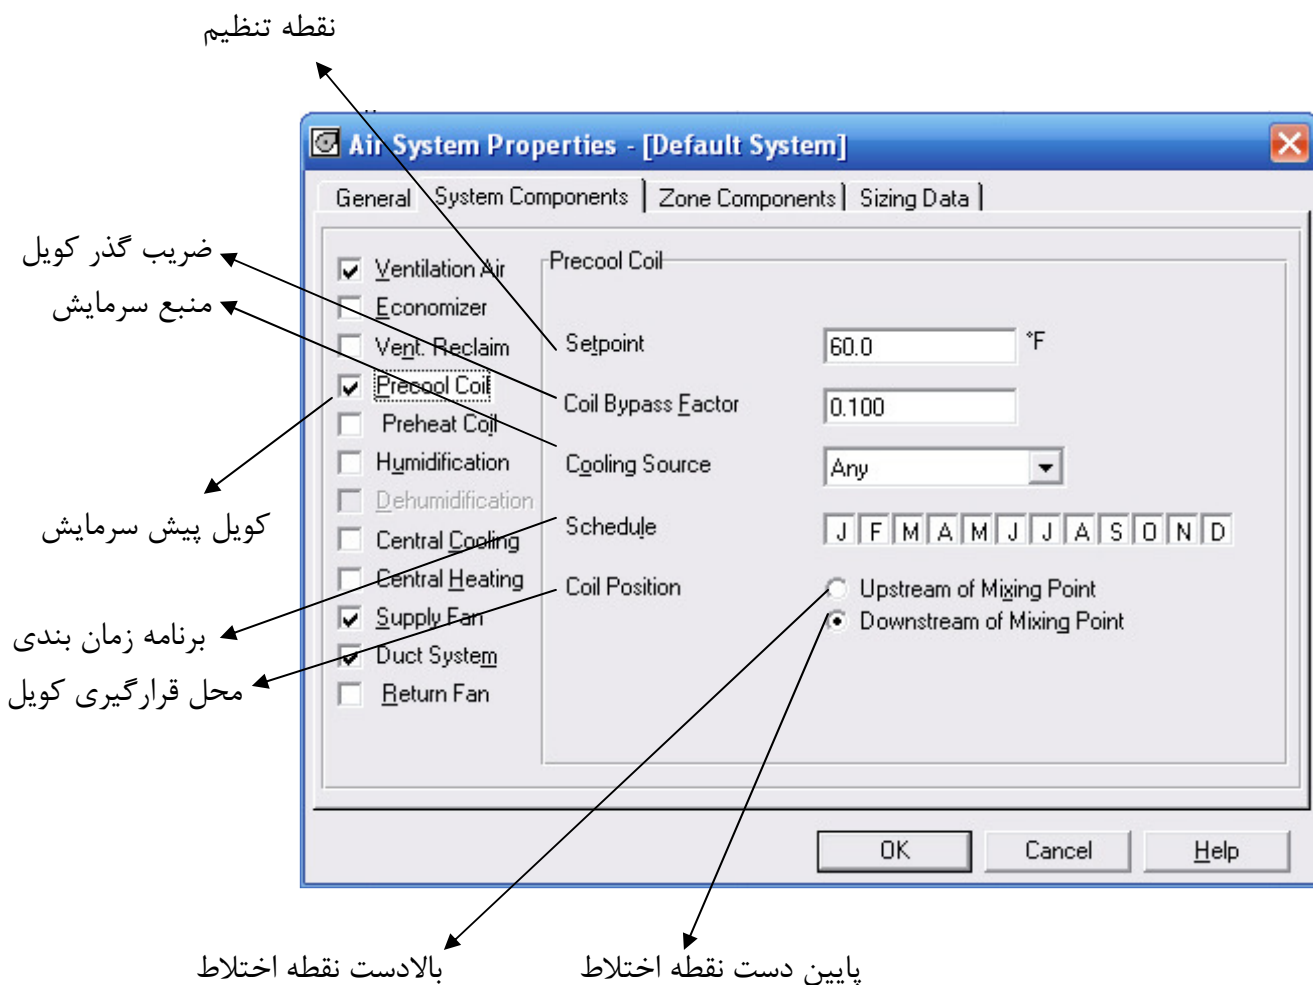 نقطه تنظیم
Air System Properties - [Default System]
General System Components Zone Components Sizing Data
ضریب گذر کویل
منبع سرمایش
کویل پیش سرمایش
برنامه زمان بندی
محل قرارگیری کویل
Ventilation Air
Economizer
Vent. Reclaim
Precool Coil
Preheat Coil
Humidification
Dehumidification
Central Cooling
Central Heating
Supply Fan
Duct System
Return Fan
Precool Coil
Setpoint 60.0 °F
Coil Bypass Factor 0.100
Cooling Source Any
Schedule J F M A M J J A S O N D
Coil Position Upstream of Mixing Point
Downstream of Mixing Point
OK Cancel Help
بالادست نقطه اختلاط
پایین دست نقطه اختلاط